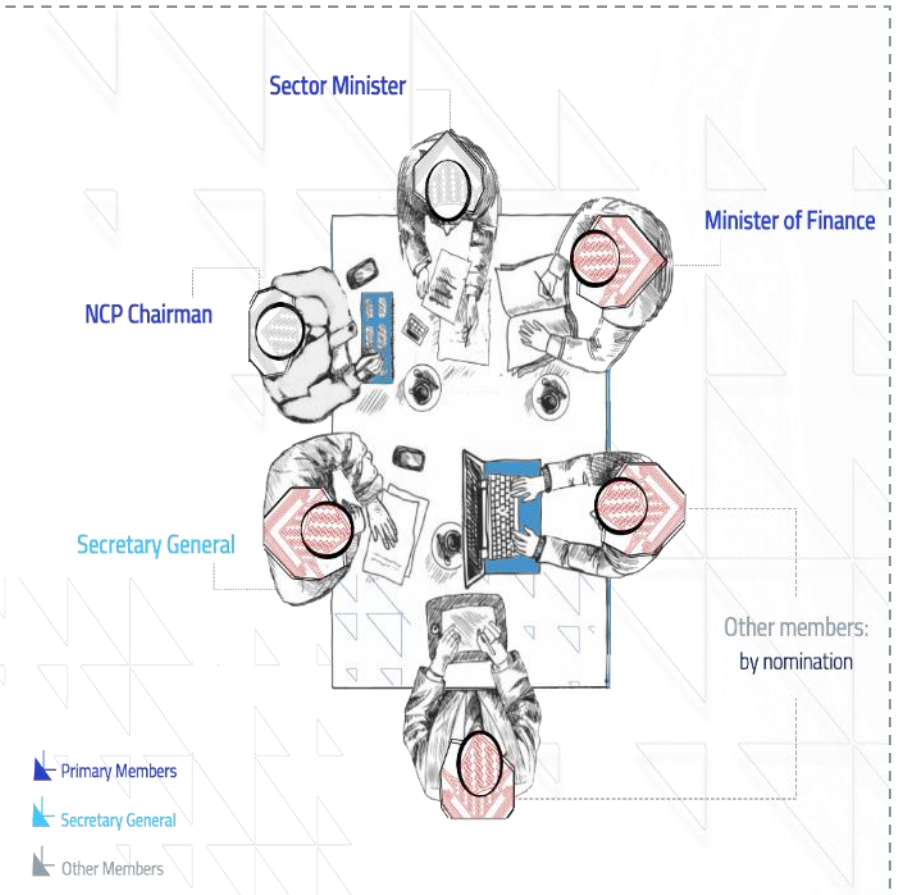 Sector Minister
Minister of Finance
NCP Chairman
Secretary General
Other members:
by nomination
Primary Members
Secretary General
Other Members